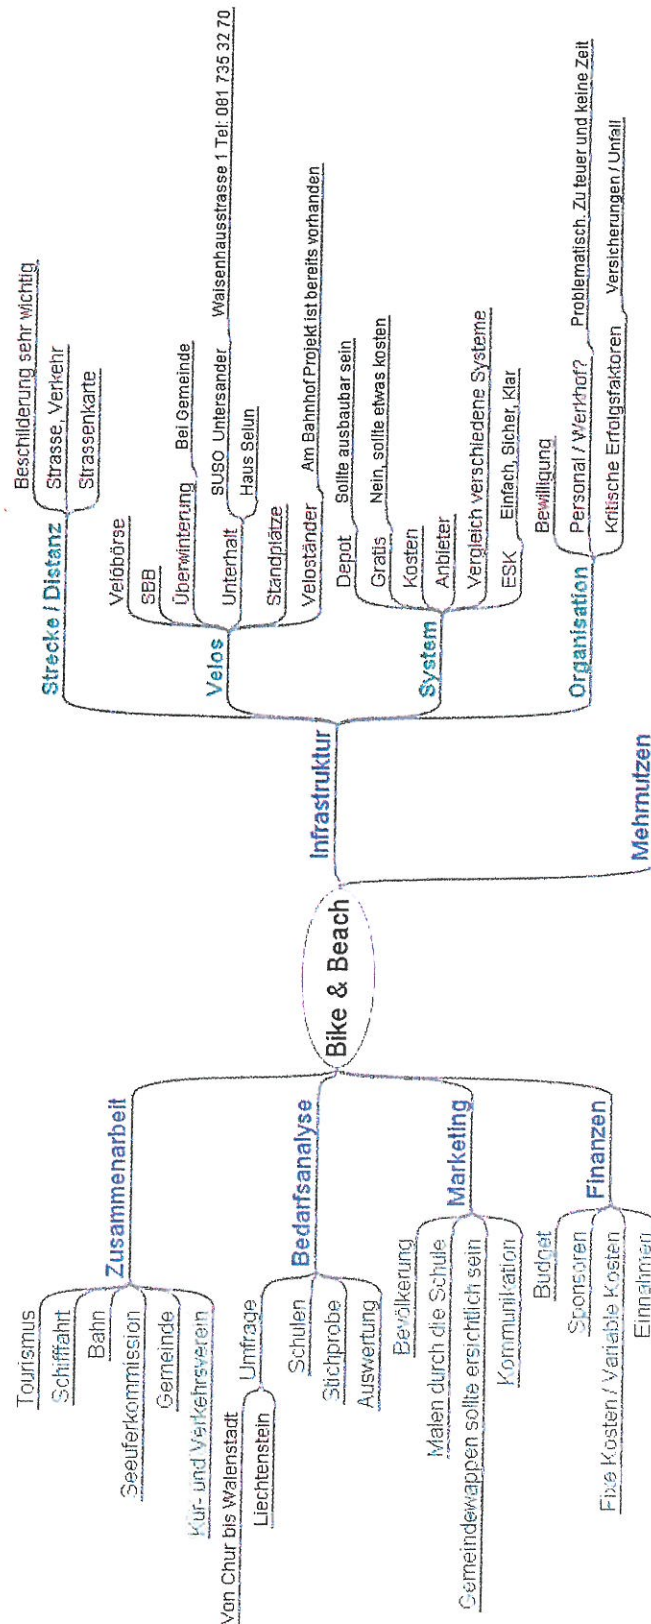 Bike & Beach
Zusammenarbeit
Tourismus
Schifffahrt
Bahn
Seeuferkommission
Gemeinde
Kur- und Verkehrsverein
Bedarfsanalyse
Umfrage
Von Chur bis Walenstadt
Liechtenstein
Schulen
Stichprobe
Auswertung
Marketing
Bevölkerung
Malen durch die Schule
Gemeindewappen sollte ersichtlich sein
Kommunikation
Finanzen
Budget
Sponsoren
Fixe Kosten / Variable Kosten
Einnahmen
Infrastruktur
Strecke / Distanz
Beschilderung sehr wichtig
Strasse, Verkehr
Strassenkarte
Velos
Velobörse
SBB
Überwinterung
Bei Gemeinde
Unterhalt
SUSO Untersander
Waisenhausstrasse 1 Tel: 081 735 32 70
Haus Selun
Standplätze
Veloständer
Am Bahnhof Projekt ist bereits vorhanden
System
Depot
Sollte ausbaubar sein
Gratis
Nein, sollte etwas kosten
Kosten
Anbieter
Vergleich verschiedene Systeme
ESK
Einfach, Sicher, Klar
Organisation
Bewilligung
Personal / Werkhof?
Problematisch. Zu teuer und keine Zeit
Kritische Erfolgsfaktoren
Versicherungen / Unfall
Mehrnutzen